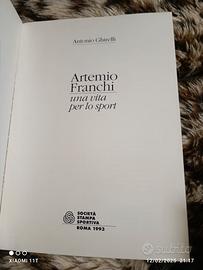 Antonio Ghirelli
Artemio
Franchi
una vita
per lo sport
SOCIETÀ
STAMPA
SPORTIVA
ROMA 1993
subito
XIAOMI 11T
12/02/2025 21:17